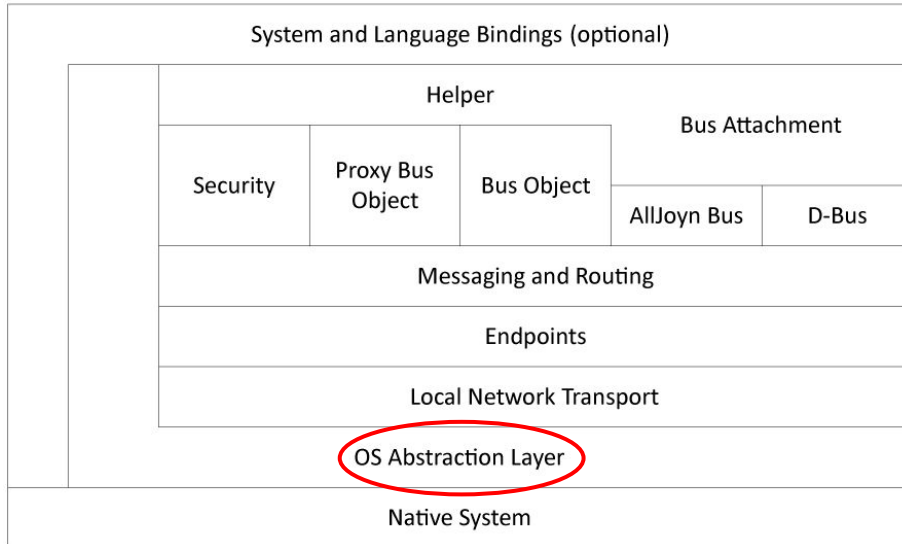 System and Language Bindings (optional)
Helper
Bus Attachment
Security
Proxy Bus
Object
Bus Object
AllJoyn Bus
D-Bus
Messaging and Routing
Endpoints
Local Network Transport
OS Abstraction Layer
Native System